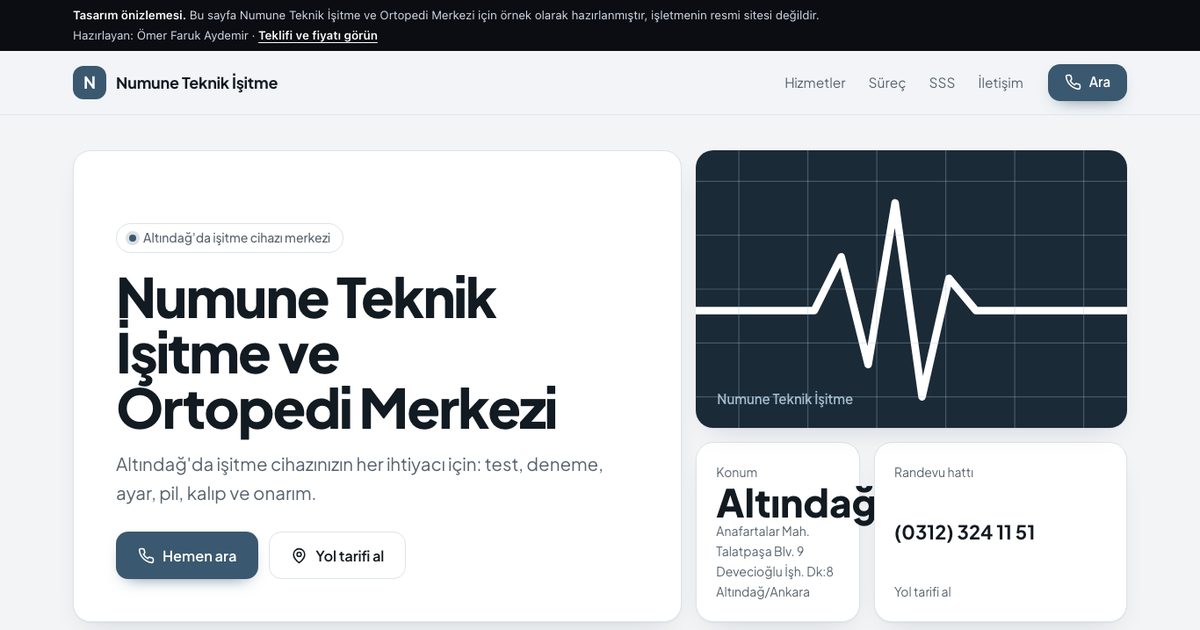 Tasarım önizlemesi. Bu sayfa Numune Teknik İşitme ve Ortopedi Merkezi için örnek olarak hazırlanmıştır, işletmenin resmi sitesi değildir.
Hazırlayan: Ömer Faruk Aydemir · Teklifi ve fiyatı görün
N Numune Teknik İşitme
Hizmetler Süreç SSS İletişim Ara
Altındağ'da işitme cihazı merkezi
Numune Teknik
İşitme ve
Ortopedi Merkezi
Altındağ'da işitme cihazınızın her ihtiyacı için: test, deneme,
ayar, pil, kalıp ve onarım.
Hemen ara Yol tarifi al
Numune Teknik İşitme
Konum
Altındağ
Anafartalar Mah.
Talatpaşa Blv. 9
Devecioğlu İşh. Dk:8
Altındağ/Ankara
Randevu hattı
(0312) 324 11 51
Yol tarifi al